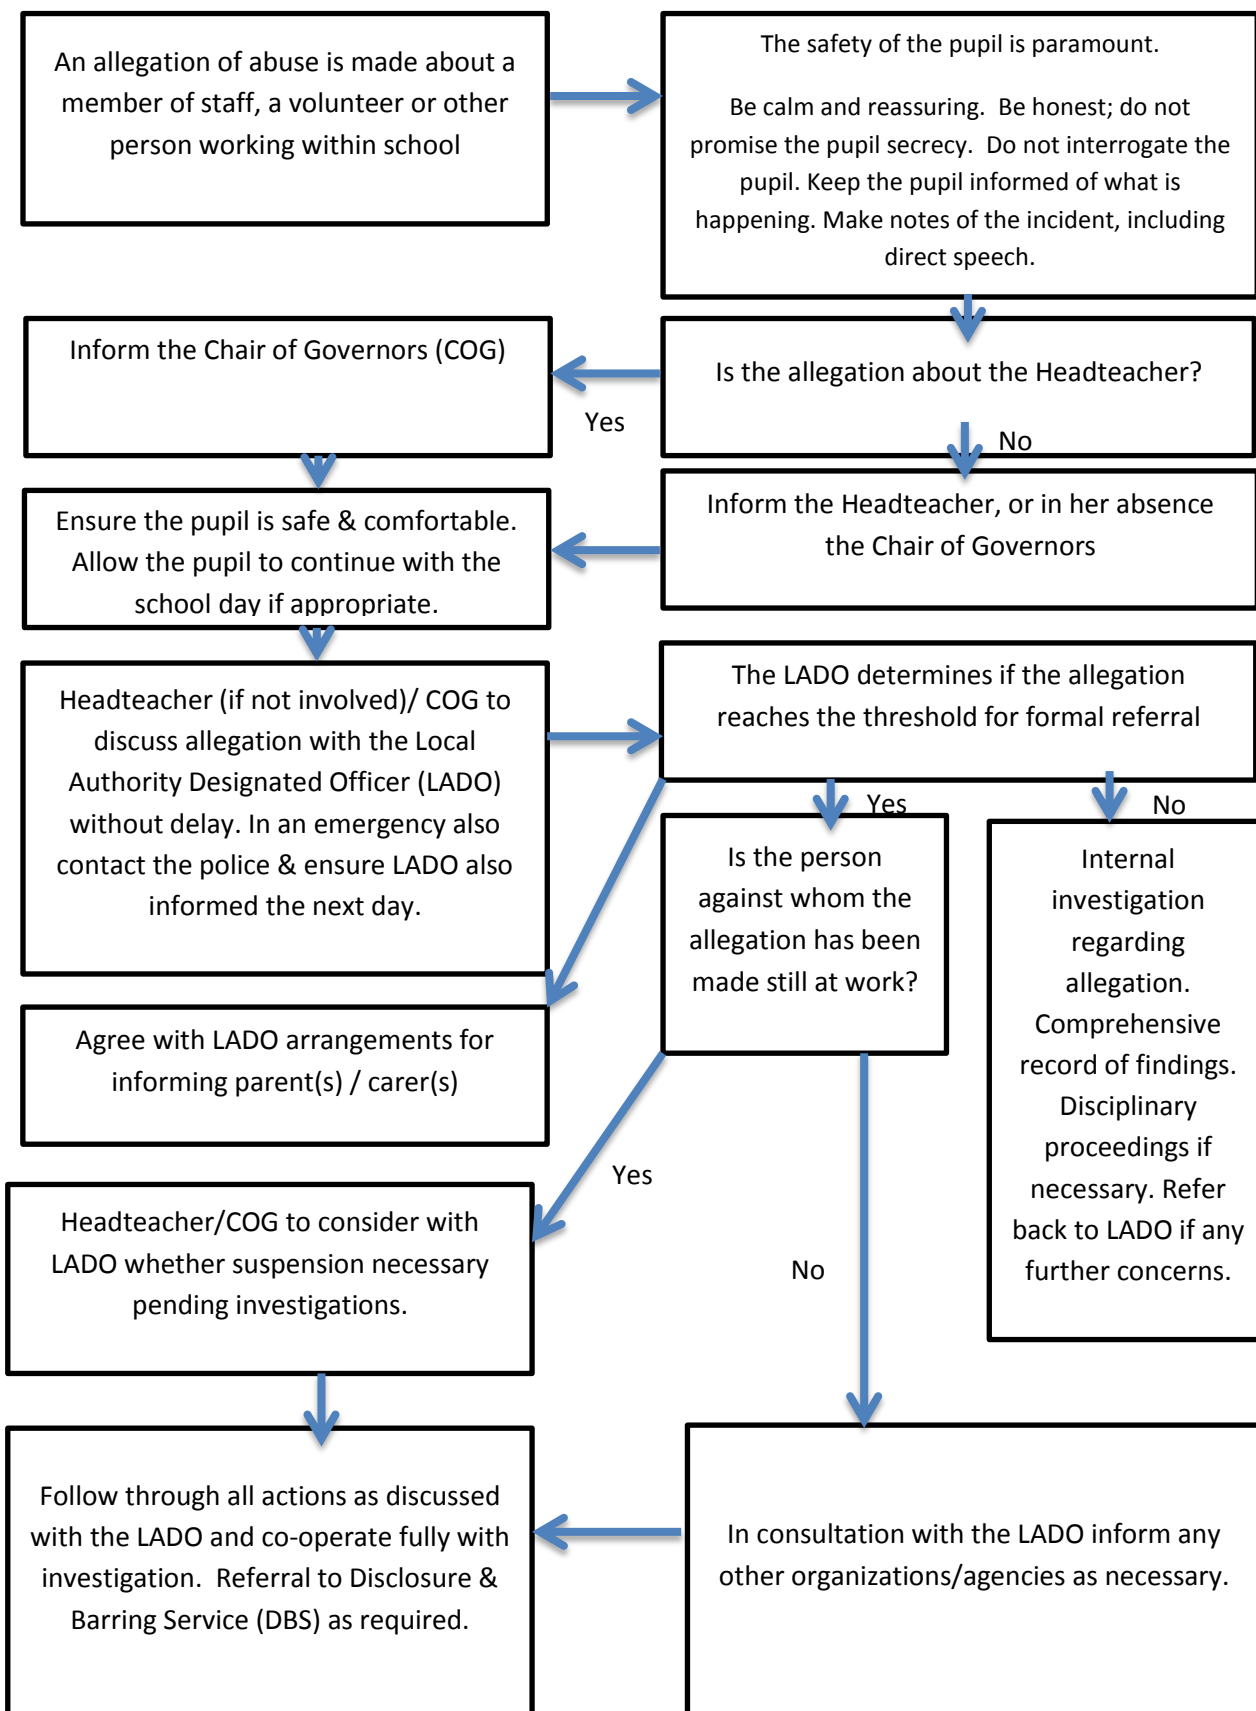 An allegation of abuse is made about a
member of staff, a volunteer or other
person working within school
The safety of the pupil is paramount.
Be calm and reassuring.  Be honest; do not
promise the pupil secrecy.  Do not interrogate the
pupil. Keep the pupil informed of what is
happening. Make notes of the incident, including
direct speech.
Is the allegation about the Headteacher?
Yes
No
Inform the Chair of Governors (COG)
Inform the Headteacher, or in her absence
the Chair of Governors
Ensure the pupil is safe & comfortable.
Allow the pupil to continue with the
school day if appropriate.
Headteacher (if not involved)/ COG to
discuss allegation with the Local
Authority Designated Officer (LADO)
without delay. In an emergency also
contact the police & ensure LADO also
informed the next day.
The LADO determines if the allegation
reaches the threshold for formal referral
Yes
No
Agree with LADO arrangements for
informing parent(s) / carer(s)
Is the person
against whom the
allegation has been
made still at work?
Internal
investigation
regarding
allegation.
Comprehensive
record of findings.
Disciplinary
proceedings if
necessary. Refer
back to LADO if any
further concerns.
Yes
No
Headteacher/COG to consider with
LADO whether suspension necessary
pending investigations.
In consultation with the LADO inform any
other organizations/agencies as necessary.
Follow through all actions as discussed
with the LADO and co-operate fully with
investigation.  Referral to Disclosure &
Barring Service (DBS) as required.